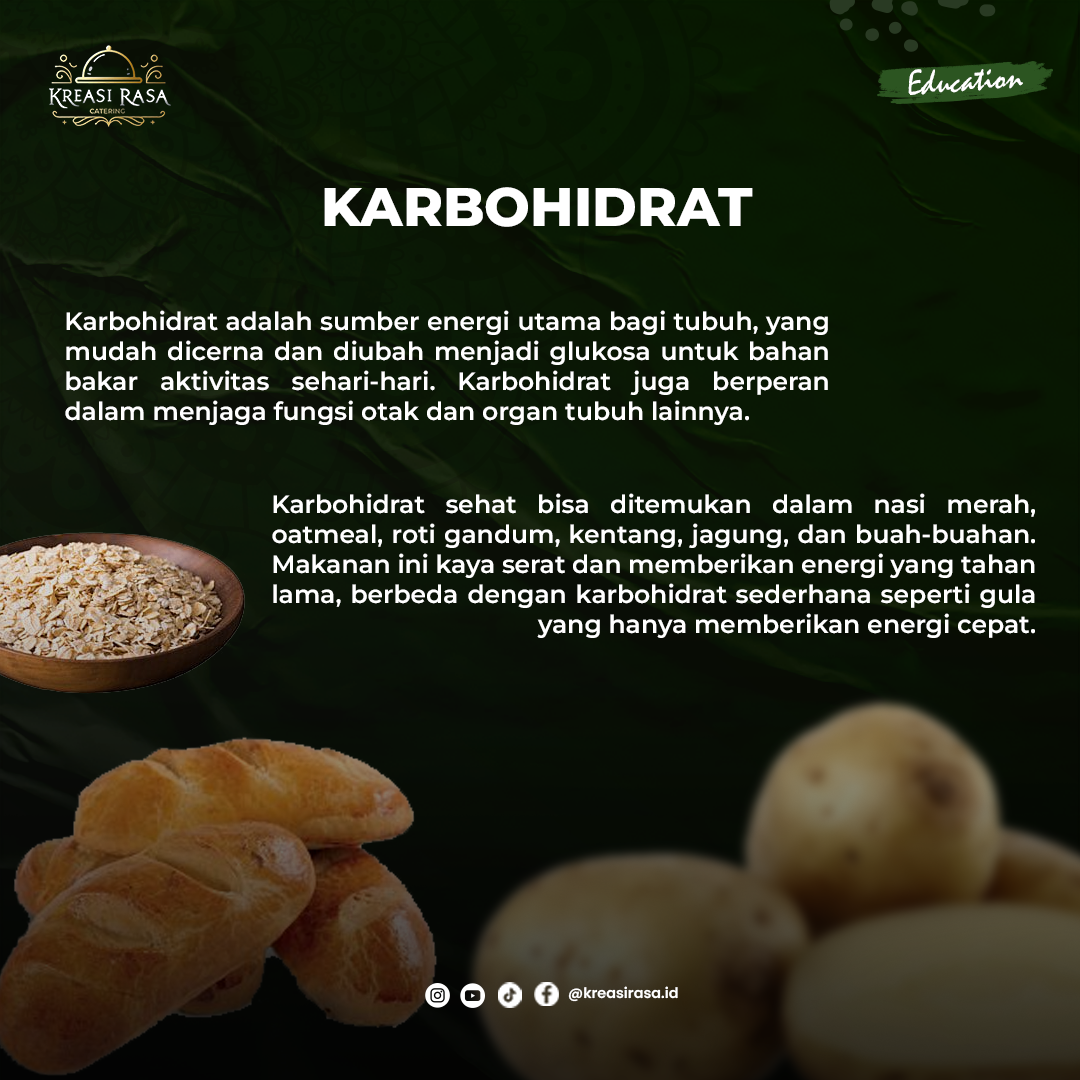 KREASI RASA
CATERING
Education
KARBOHIDRAT
Karbohidrat adalah sumber energi utama bagi tubuh, yang
mudah dicerna dan diubah menjadi glukosa untuk bahan
bakar aktivitas sehari-hari. Karbohidrat juga berperan
dalam menjaga fungsi otak dan organ tubuh lainnya.
Karbohidrat sehat bisa ditemukan dalam nasi merah,
oatmeal, roti gandum, kentang, jagung, dan buah-buahan.
Makanan ini kaya serat dan memberikan energi yang tahan
lama, berbeda dengan karbohidrat sederhana seperti gula
yang hanya memberikan energi cepat.
@kreasirasa.id